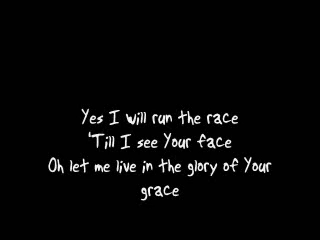 Yes I will run the race
'Till I see Your face
Oh let me live in the glory of Your
grace